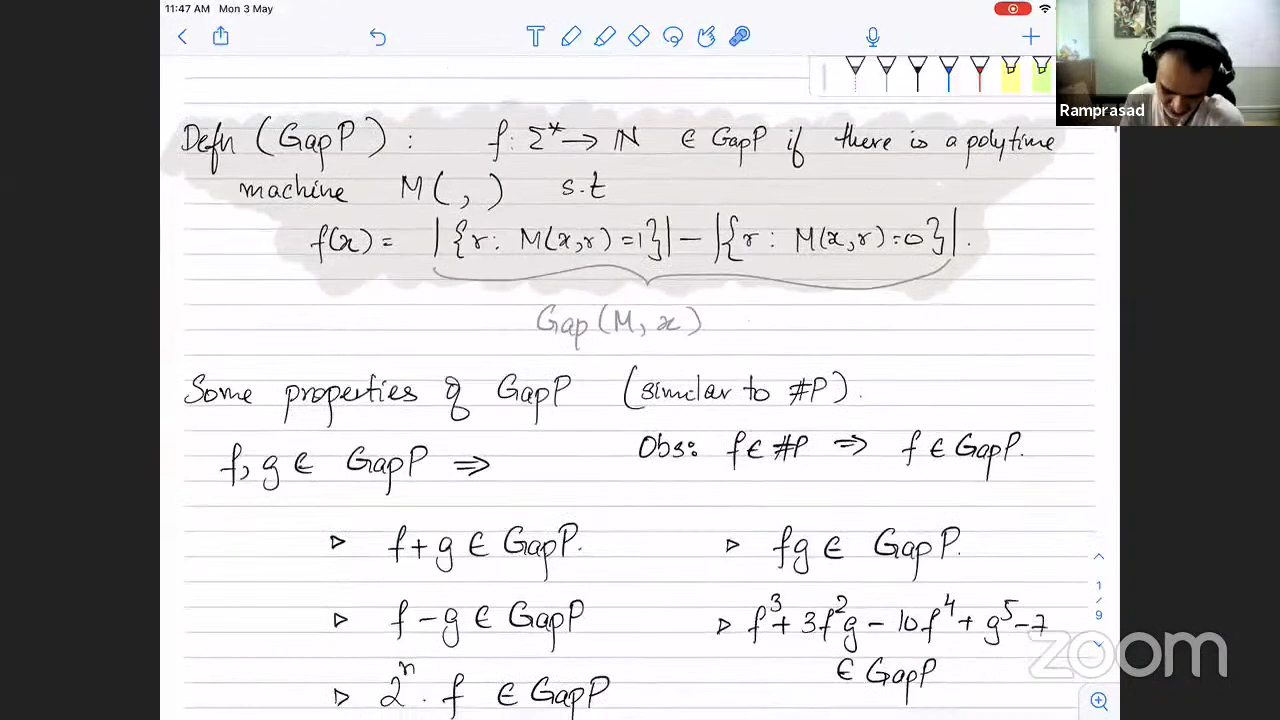 11:47 AM Mon 3 May
Ramprasad
Defn (GapP) : f: Σ* → ℕ ∈ GapP if there is a polytime
machine M( , ) s.t
f(x) = |{r: M(x,r)=1}| − |{r: M(x,r)=0}|.
Gap(M, x)
Some properties of GapP (similar to #P).
Obs: f ∈ #P ⇒ f ∈ GapP.
f, g ∈ GapP ⇒
▷ f+g ∈ GapP.
▷ fg ∈ GapP.
▷ f−g ∈ GapP
▷ f³+3f²g − 10f⁴ + g⁵ − 7
∈ GapP
▷ 2ⁿ · f ∈ GapP
1
/
9
zoom